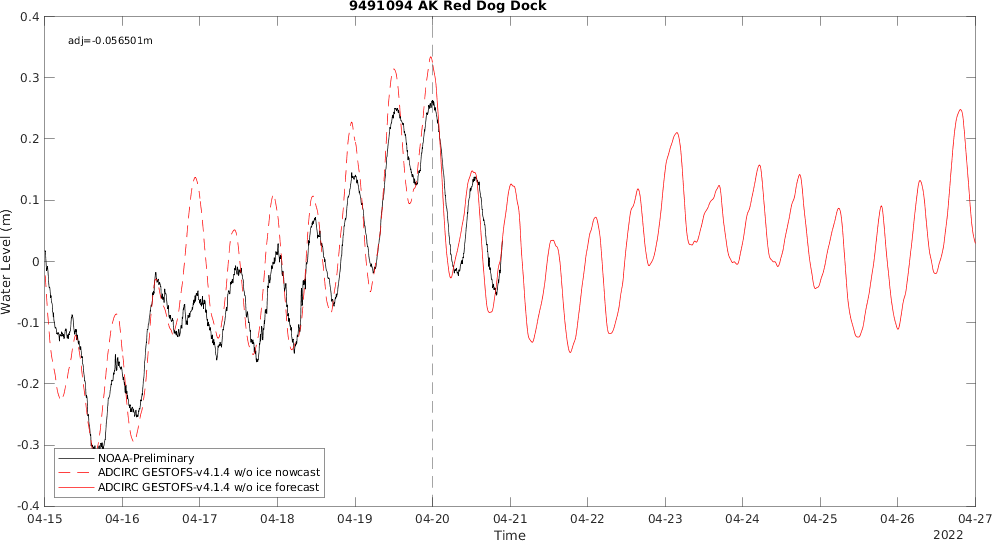 9491094 AK Red Dog Dock
adj=-0.056501m
Water Level (m)
0.4
0.3
0.2
0.1
0
-0.1
-0.2
-0.3
-0.4
NOAA-Preliminary
ADCIRC GESTOFS-v4.1.4 w/o ice nowcast
ADCIRC GESTOFS-v4.1.4 w/o ice forecast
04-15 04-16 04-17 04-18 04-19 04-20 04-21 04-22 04-23 04-24 04-25 04-26 04-27
Time
2022